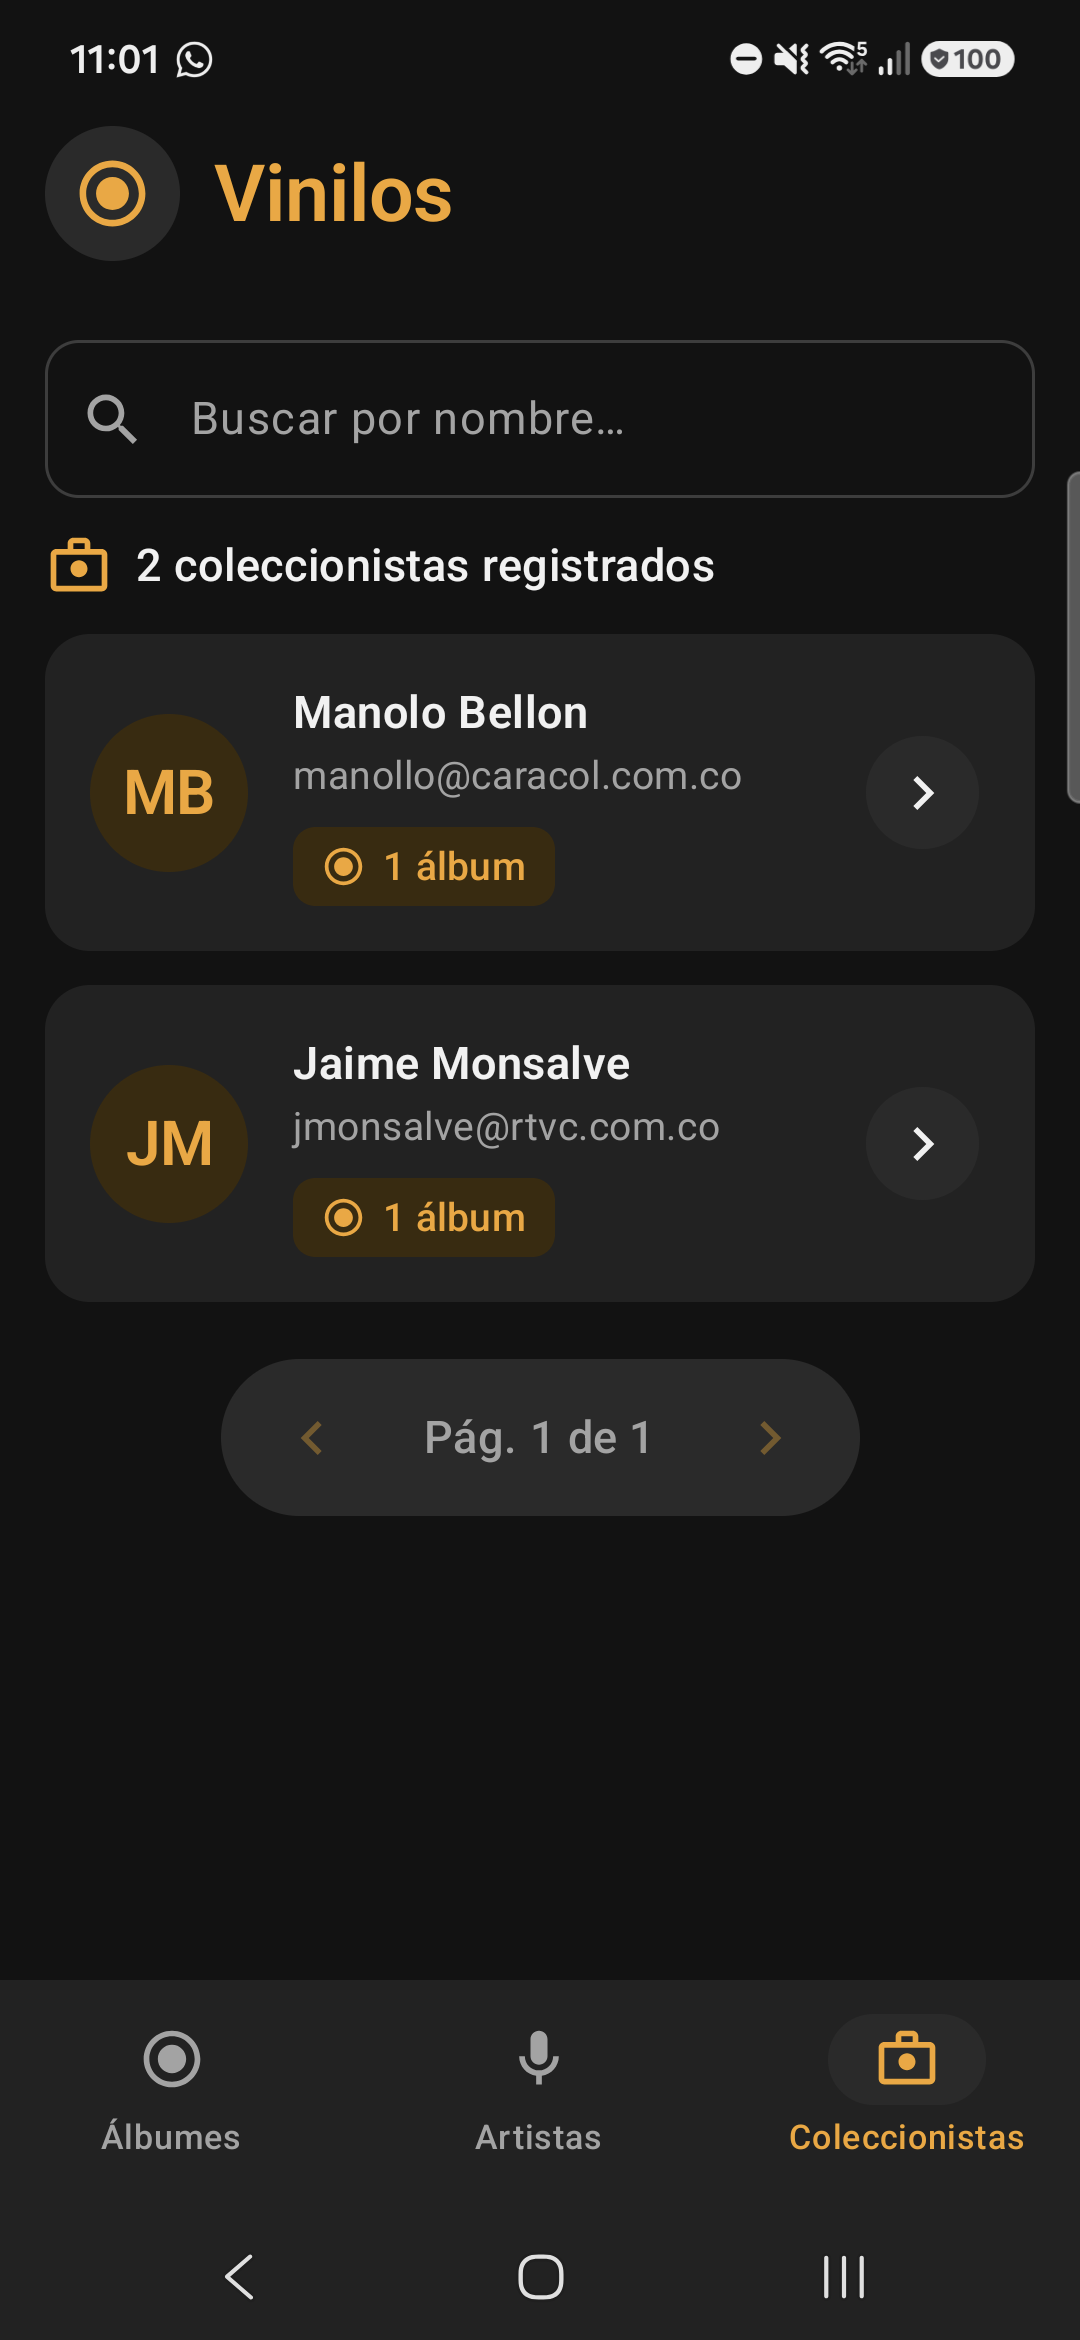 11:01
5
100
Vinilos
Buscar por nombre...
2 coleccionistas registrados
MB
Manolo Bellon
manollo@caracol.com.co
1 álbum
JM
Jaime Monsalve
jmonsalve@rtvc.com.co
1 álbum
Pág. 1 de 1
Álbumes
Artistas
Coleccionistas